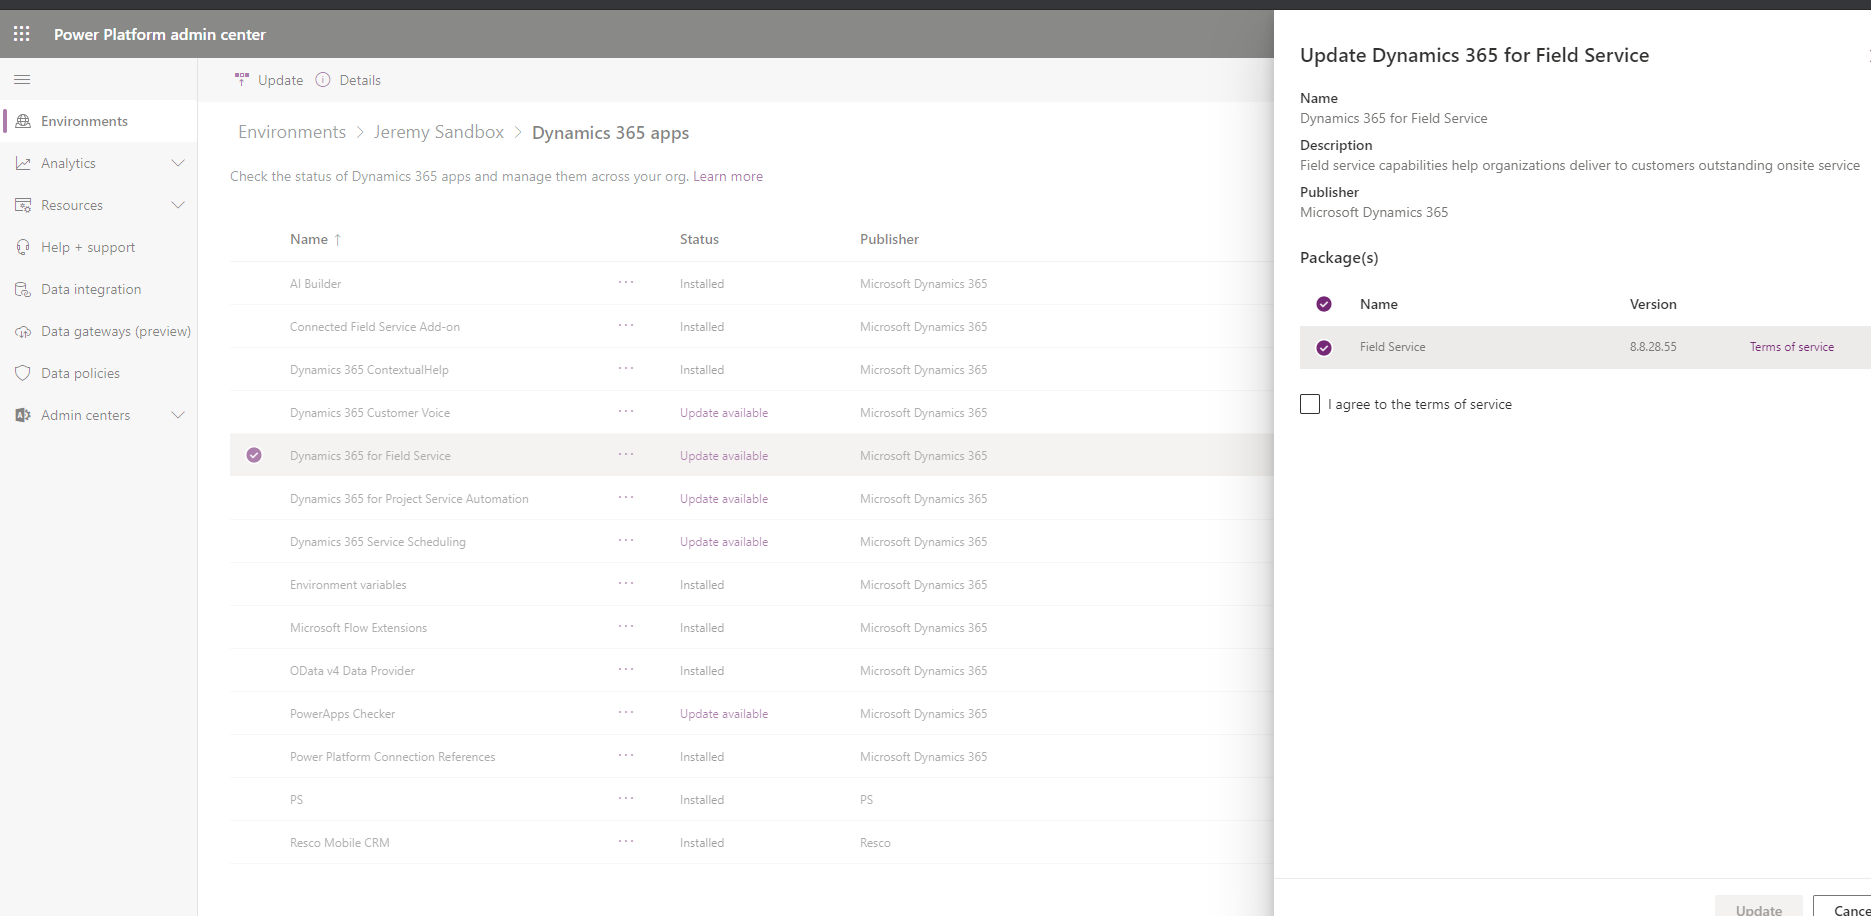 Power Platform admin center
Environments
Analytics
Resources
Help + support
Data integration
Data gateways (preview)
Data policies
Admin centers
Update
Details
Environments > Jeremy Sandbox > Dynamics 365 apps
Check the status of Dynamics 365 apps and manage them across your org. Learn more
Name ↑ Status Publisher
AI Builder ... Installed Microsoft Dynamics 365
Connected Field Service Add-on ... Installed Microsoft Dynamics 365
Dynamics 365 ContextualHelp ... Installed Microsoft Dynamics 365
Dynamics 365 Customer Voice ... Update available Microsoft Dynamics 365
Dynamics 365 for Field Service ... Update available Microsoft Dynamics 365
Dynamics 365 for Project Service Automation ... Update available Microsoft Dynamics 365
Dynamics 365 Service Scheduling ... Update available Microsoft Dynamics 365
Environment variables ... Installed Microsoft Dynamics 365
Microsoft Flow Extensions ... Installed Microsoft Dynamics 365
OData v4 Data Provider ... Installed Microsoft Dynamics 365
PowerApps Checker ... Update available Microsoft Dynamics 365
Power Platform Connection References ... Installed Microsoft Dynamics 365
PS ... Installed PS
Resco Mobile CRM ... Installed Resco
Update Dynamics 365 for Field Service
Name
Dynamics 365 for Field Service
Description
Field service capabilities help organizations deliver to customers outstanding onsite service
Publisher
Microsoft Dynamics 365
Package(s)
Name Version
Field Service 8.8.28.55 Terms of service
I agree to the terms of service
Update Cance